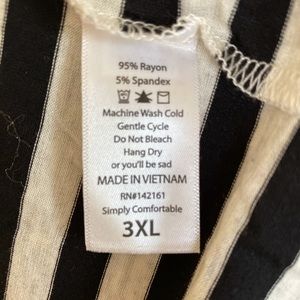 95% Rayon
5% Spandex
Machine Wash Cold
Gentle Cycle
Do Not Bleach
Hang Dry
or you'll be sad
MADE IN VIETNAM
RN#142161
Simply Comfortable
3XL